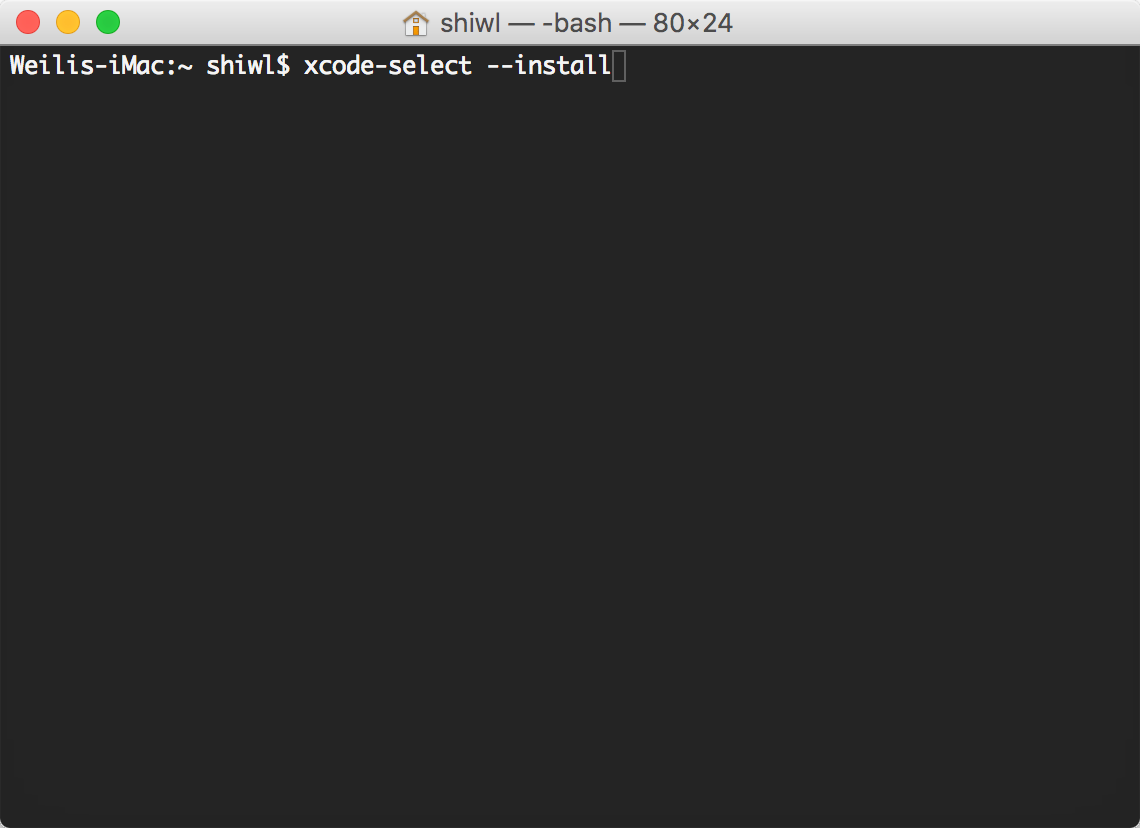 shiwl — -bash — 80×24
Weilis-iMac:~ shiwl$ xcode-select --install